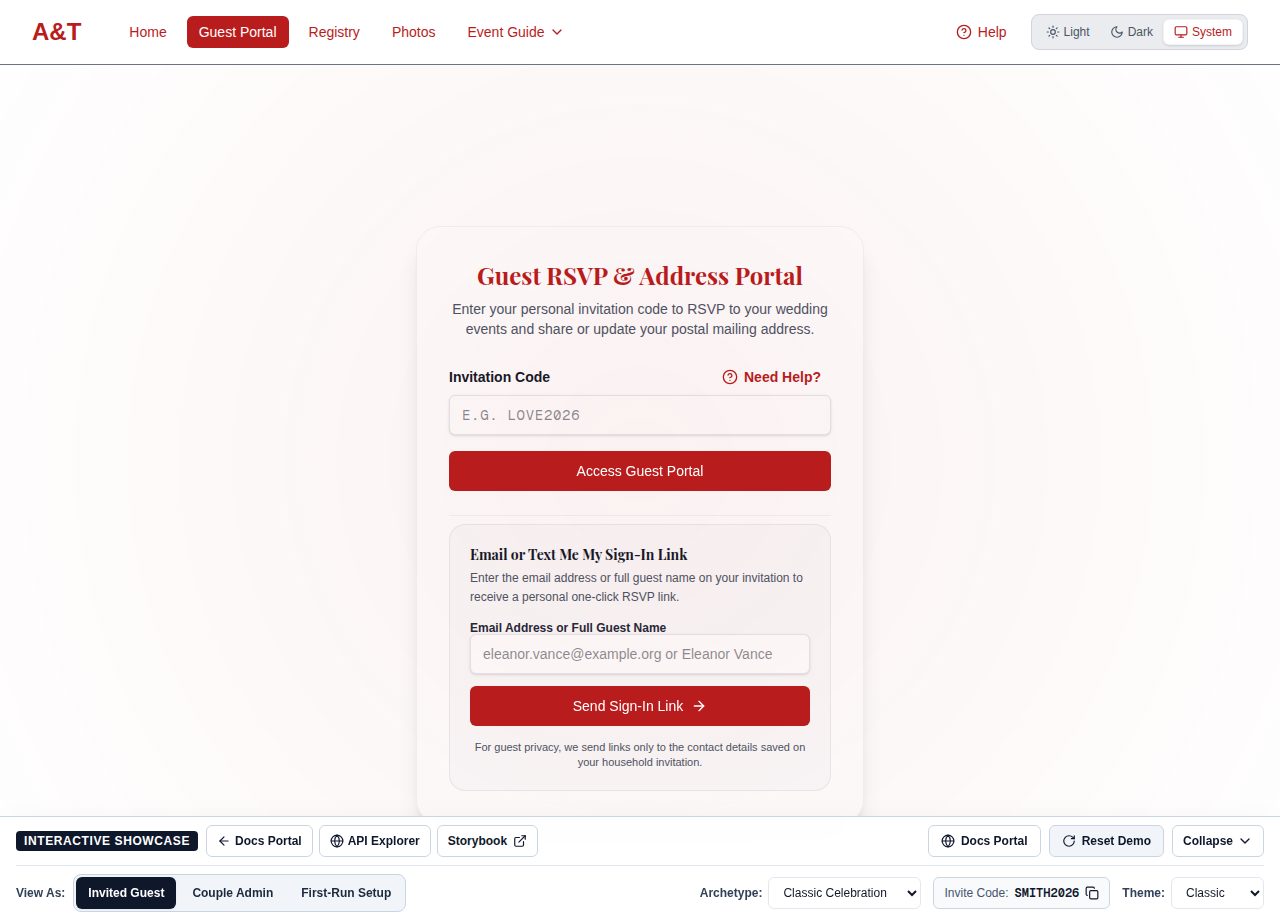 A&T Home Guest Portal Registry Photos Event Guide Help Light Dark System
Guest RSVP & Address Portal
Enter your personal invitation code to RSVP to your wedding
events and share or update your postal mailing address.
Invitation Code Need Help?
E.G. LOVE2026
Access Guest Portal
Email or Text Me My Sign-In Link
Enter the email address or full guest name on your invitation to
receive a personal one-click RSVP link.
Email Address or Full Guest Name
eleanor.vance@example.org or Eleanor Vance
Send Sign-In Link
For guest privacy, we send links only to the contact details saved on
your household invitation.
INTERACTIVE SHOWCASE Docs Portal API Explorer Storybook Docs Portal Reset Demo Collapse
View As: Invited Guest Couple Admin First-Run Setup Archetype: Classic Celebration Invite Code: SMITH2026 Theme: Classic